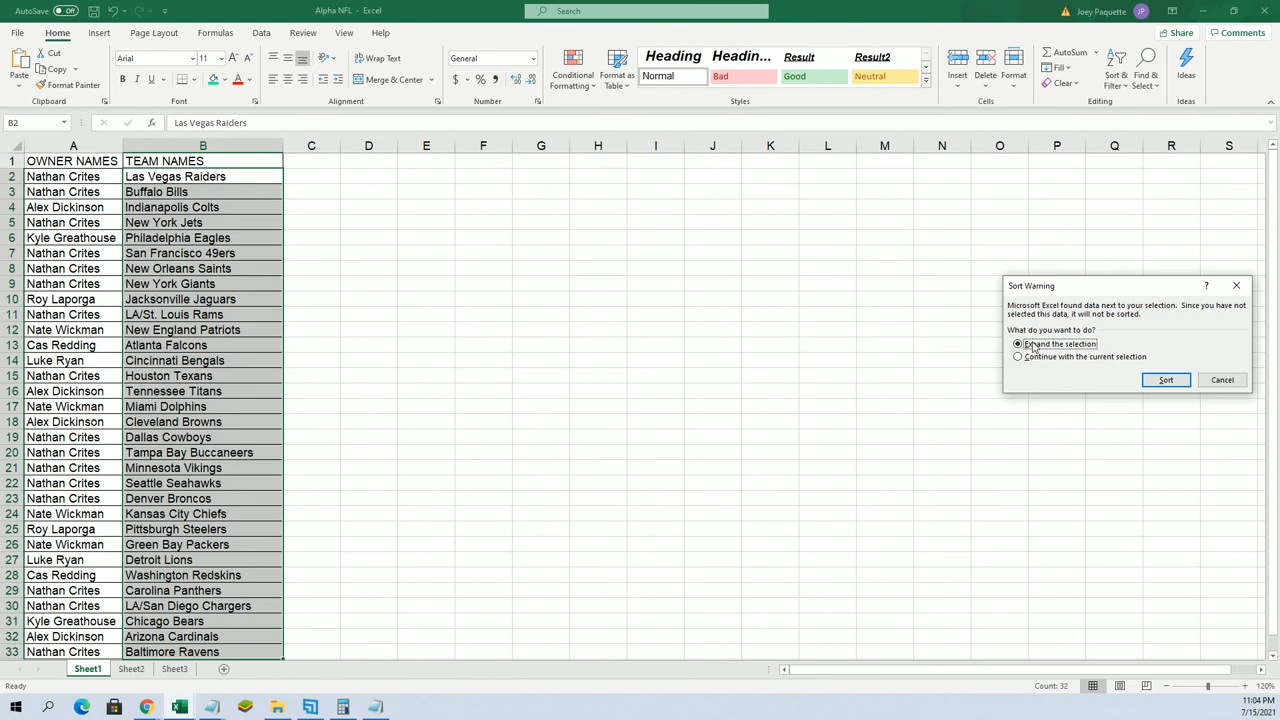 AutoSave Off
Alpha NFL - Excel
Search
Joey Paquette JP
File Home Insert Page Layout Formulas Data Review View Help
Share Comments
Paste Cut
Copy
Format Painter
Clipboard
Arial 11
B I U
Font
Wrap Text
Merge & Center
Alignment
General
$ % ,
Number
Conditional Formatting
Format as Table
Heading Headin... Result Result2
Normal Bad Good Neutral
Styles
Insert Delete Format
Cells
AutoSum
Fill
Clear
Sort & Filter
Find & Select
Editing
Ideas
Ideas
B2 fx Las Vegas Raiders
A B C D E F G H I J K L M N O P Q R S
1 OWNER NAMES TEAM NAMES
2 Nathan Crites Las Vegas Raiders
3 Nathan Crites Buffalo Bills
4 Alex Dickinson Indianapolis Colts
5 Nathan Crites New York Jets
6 Kyle Greathouse Philadelphia Eagles
7 Nathan Crites San Francisco 49ers
8 Nathan Crites New Orleans Saints
9 Nathan Crites New York Giants
10 Roy Laporga Jacksonville Jaguars
11 Nathan Crites LA/St. Louis Rams
12 Nate Wickman New England Patriots
13 Cas Redding Atlanta Falcons
14 Luke Ryan Cincinnati Bengals
15 Nathan Crites Houston Texans
16 Alex Dickinson Tennessee Titans
17 Nate Wickman Miami Dolphins
18 Alex Dickinson Cleveland Browns
19 Nathan Crites Dallas Cowboys
20 Nathan Crites Tampa Bay Buccaneers
21 Nathan Crites Minnesota Vikings
22 Nathan Crites Seattle Seahawks
23 Nathan Crites Denver Broncos
24 Nate Wickman Kansas City Chiefs
25 Roy Laporga Pittsburgh Steelers
26 Nate Wickman Green Bay Packers
27 Luke Ryan Detroit Lions
28 Cas Redding Washington Redskins
29 Nathan Crites Carolina Panthers
30 Nathan Crites LA/San Diego Chargers
31 Kyle Greathouse Chicago Bears
32 Alex Dickinson Arizona Cardinals
33 Nathan Crites Baltimore Ravens
Sort Warning ?
Microsoft Excel found data next to your selection. Since you have not
selected this data, it will not be sorted.
What do you want to do?
Expand the selection
Continue with the current selection
Sort Cancel
Sheet1 Sheet2 Sheet3
Ready
Count: 32
120%
11:04 PM
7/15/2021